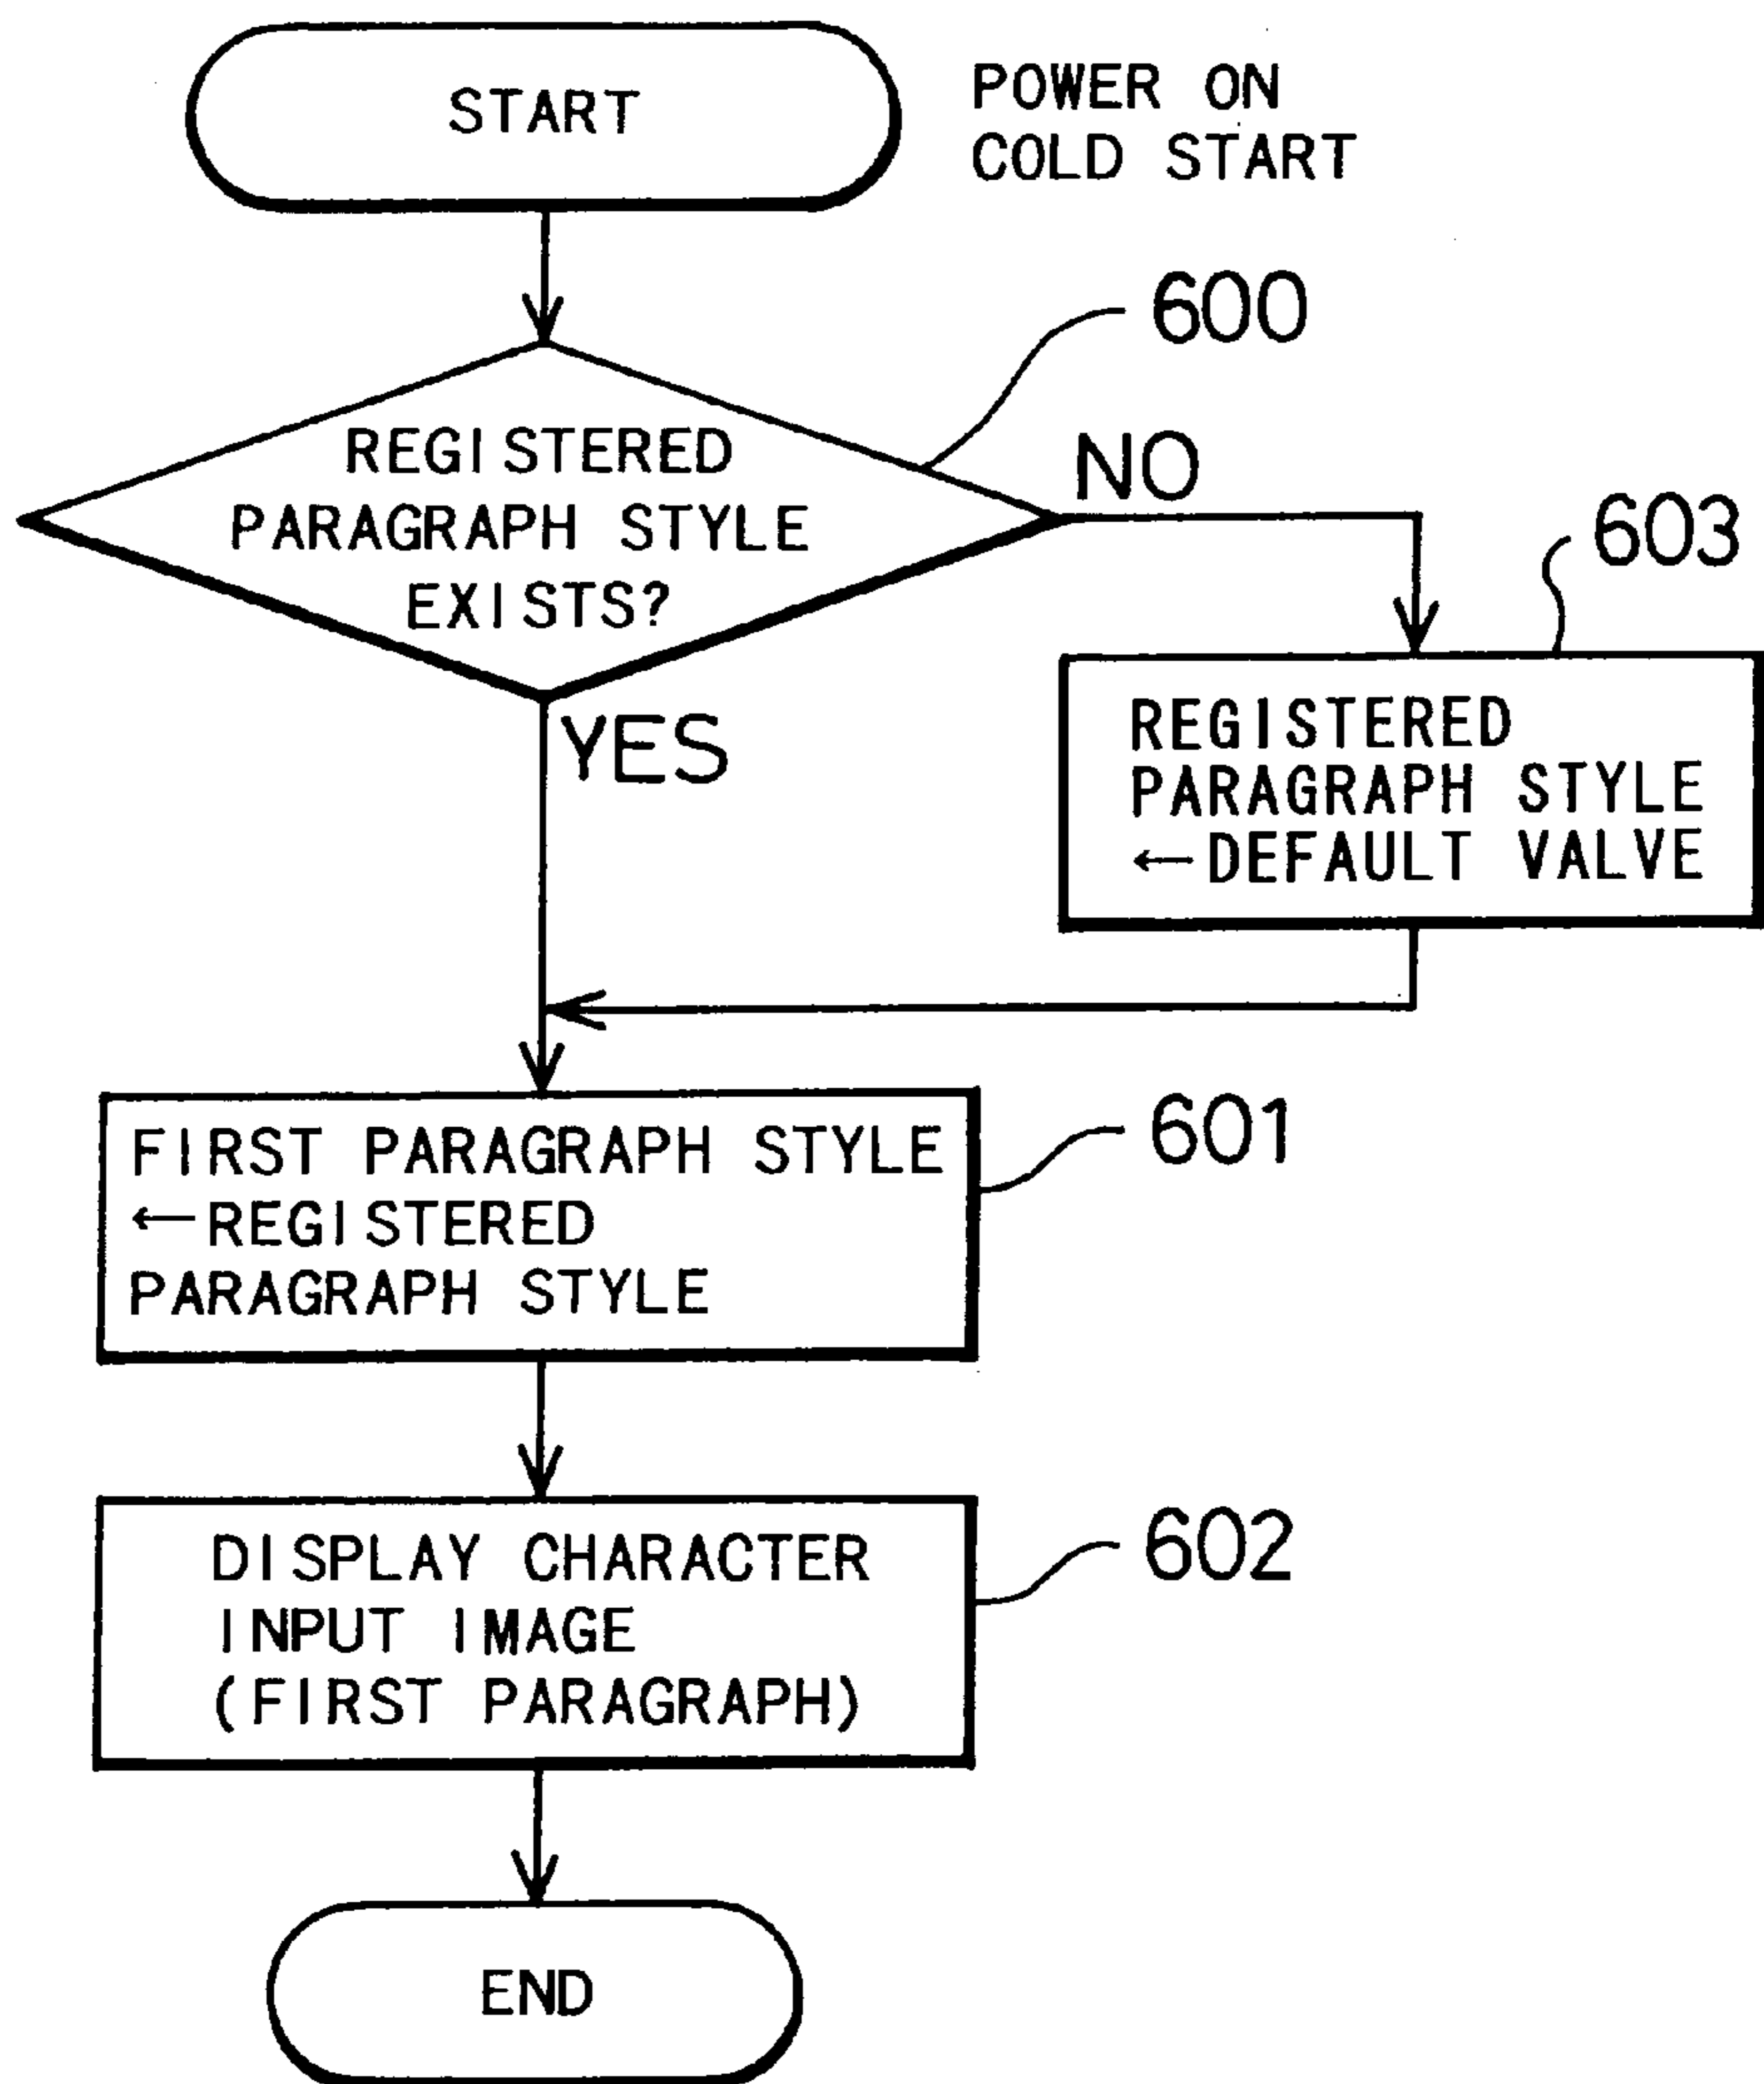 START
POWER ON
COLD START
600
REGISTERED
PARAGRAPH STYLE
EXISTS?
NO
YES
603
REGISTERED
PARAGRAPH STYLE
←DEFAULT VALVE
FIRST PARAGRAPH STYLE
←REGISTERED
PARAGRAPH STYLE
601
DISPLAY CHARACTER
INPUT IMAGE
(FIRST PARAGRAPH)
602
END